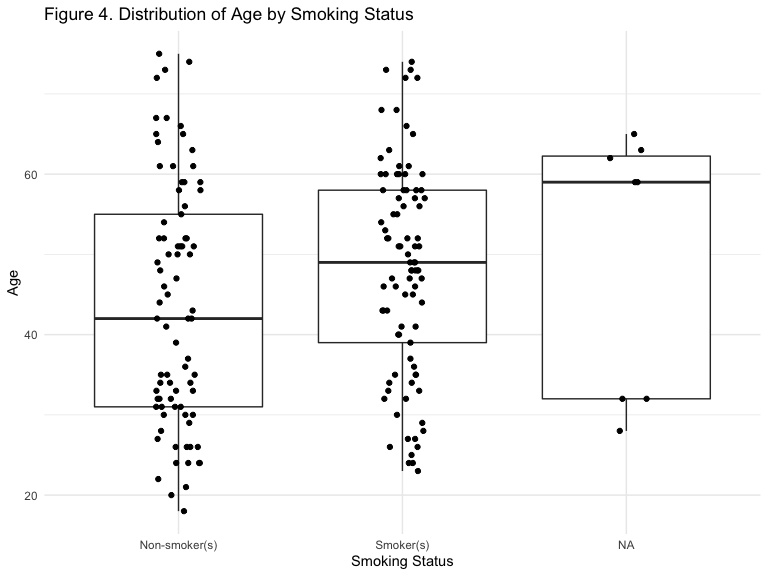 Figure 4. Distribution of Age by Smoking Status
60
40
20
Age
Non-smoker(s) Smoker(s) NA
Smoking Status